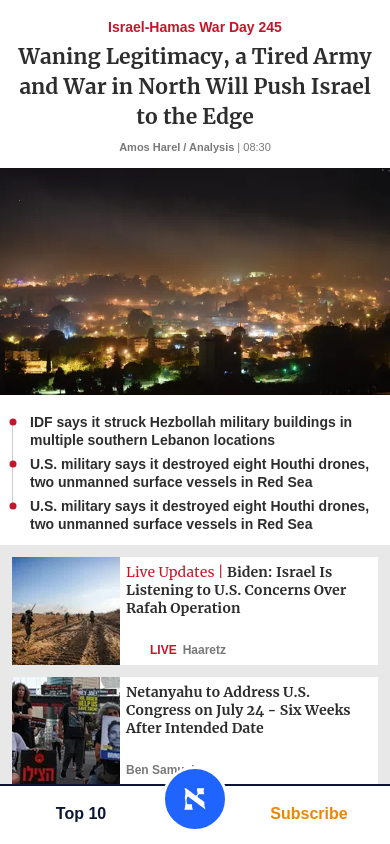 Israel-Hamas War Day 245
Waning Legitimacy, a Tired Army
and War in North Will Push Israel
to the Edge
Amos Harel / Analysis | 08:30
IDF says it struck Hezbollah military buildings in
multiple southern Lebanon locations
U.S. military says it destroyed eight Houthi drones,
two unmanned surface vessels in Red Sea
U.S. military says it destroyed eight Houthi drones,
two unmanned surface vessels in Red Sea
Live Updates | Biden: Israel Is
Listening to U.S. Concerns Over
Rafah Operation
LIVE Haaretz
Netanyahu to Address U.S.
Congress on July 24 - Six Weeks
After Intended Date
הצילו
Ben
Top 10
Subscribe